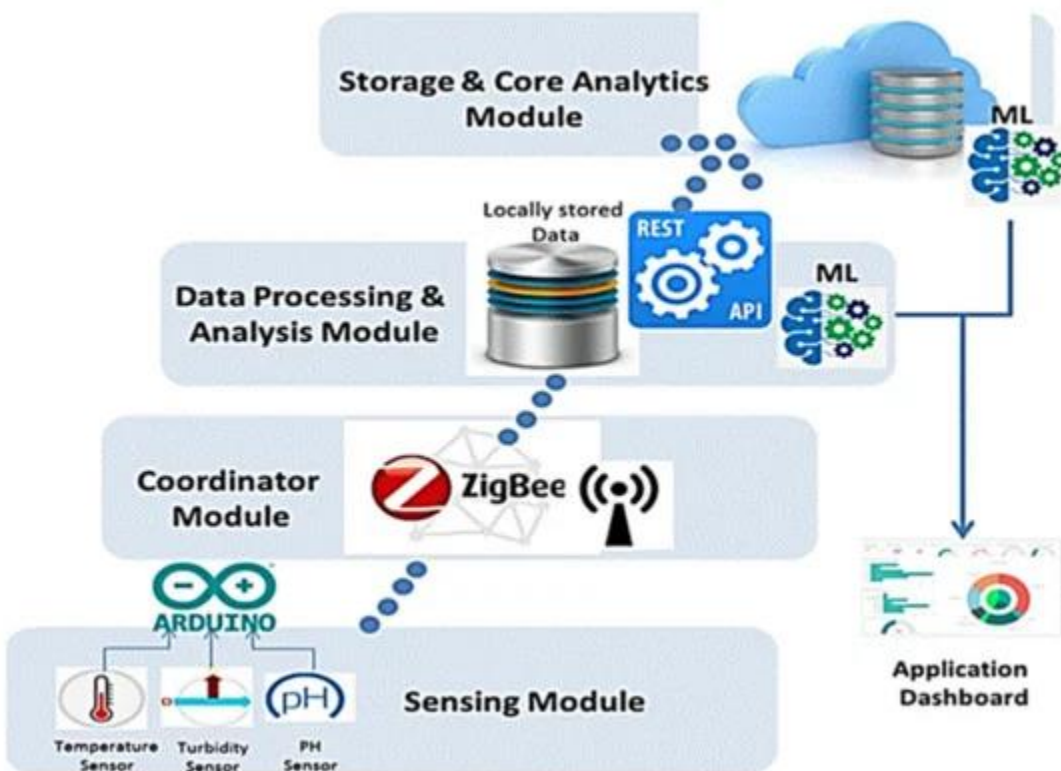 Storage & Core Analytics
Module
ML
Locally stored
Data
REST
API
Data Processing &
Analysis Module
ML
Coordinator
Module
ZigBee
ARDUINO
Sensing Module
pH
Temperature
Sensor
Turbidity
Sensor
PH
Sensor
Application
Dashboard